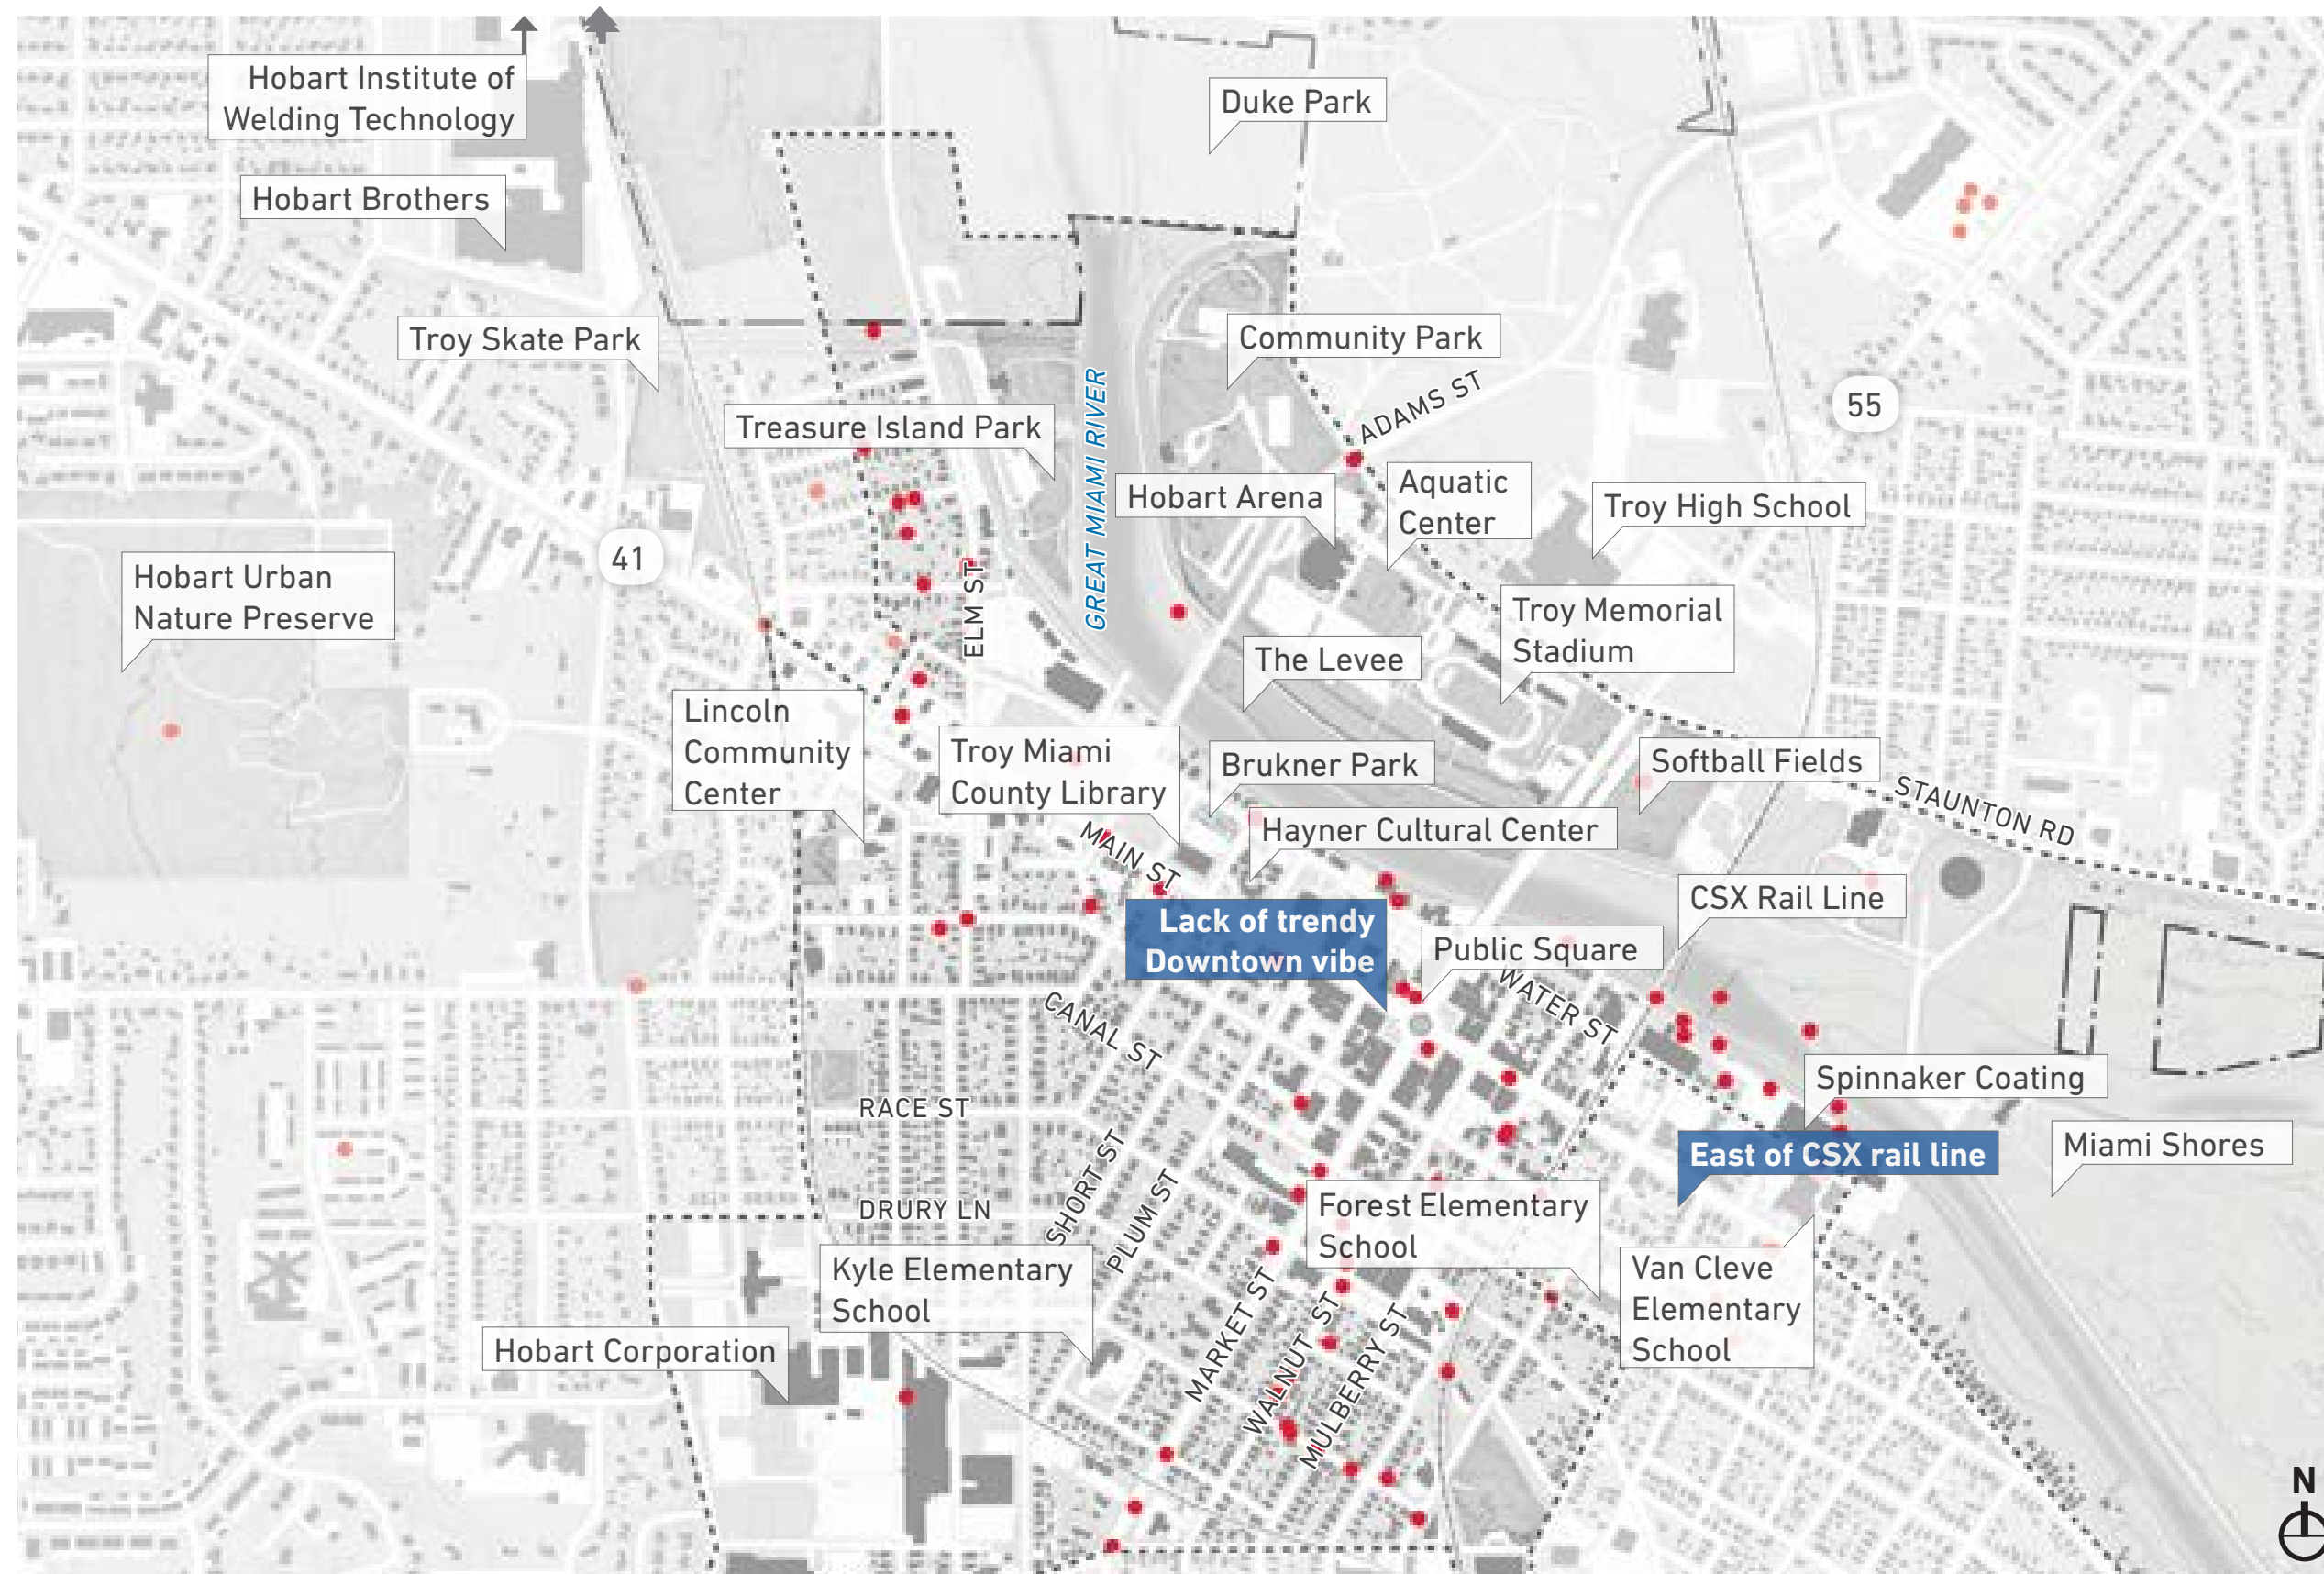 Hobart Institute of
Welding Technology
Duke Park
Hobart Brothers
Troy Skate Park
Community Park
ADAMS ST
55
Treasure Island Park
GREAT MIAMI RIVER
Hobart Arena
Aquatic
Center
Troy High School
41
Hobart Urban
Nature Preserve
ELM ST
Troy Memorial
Stadium
The Levee
Lincoln
Community
Center
Troy Miami
County Library
Brukner Park
Softball Fields
STAUNTON RD
Hayner Cultural Center
MAIN ST
CSX Rail Line
Lack of trendy
Downtown vibe
Public Square
WATER ST
CANAL ST
Spinnaker Coating
RACE ST
East of CSX rail line
Miami Shores
SHORT ST
PLUM ST
DRURY LN
Forest Elementary
School
Kyle Elementary
School
Van Cleve
Elementary
School
MARKET ST
WALNUT ST
MULBERRY ST
Hobart Corporation
N